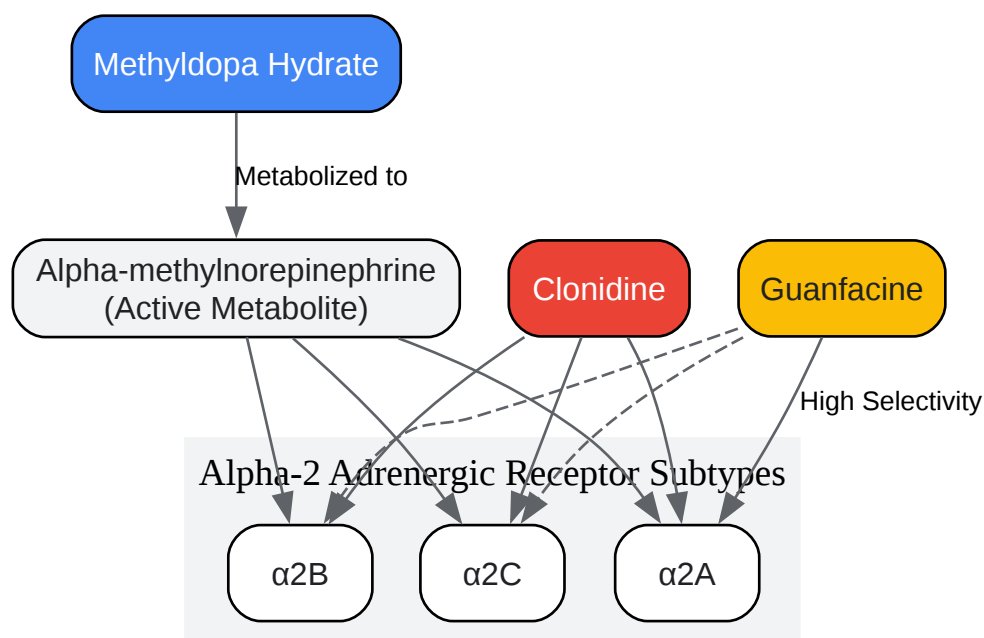 Methyldopa Hydrate
Metabolized to
Alpha-methylnorepinephrine
(Active Metabolite)
Clonidine
Guanfacine
High Selectivity
Alpha-2 Adrenergic Receptor Subtypes
α2B
α2C
α2A